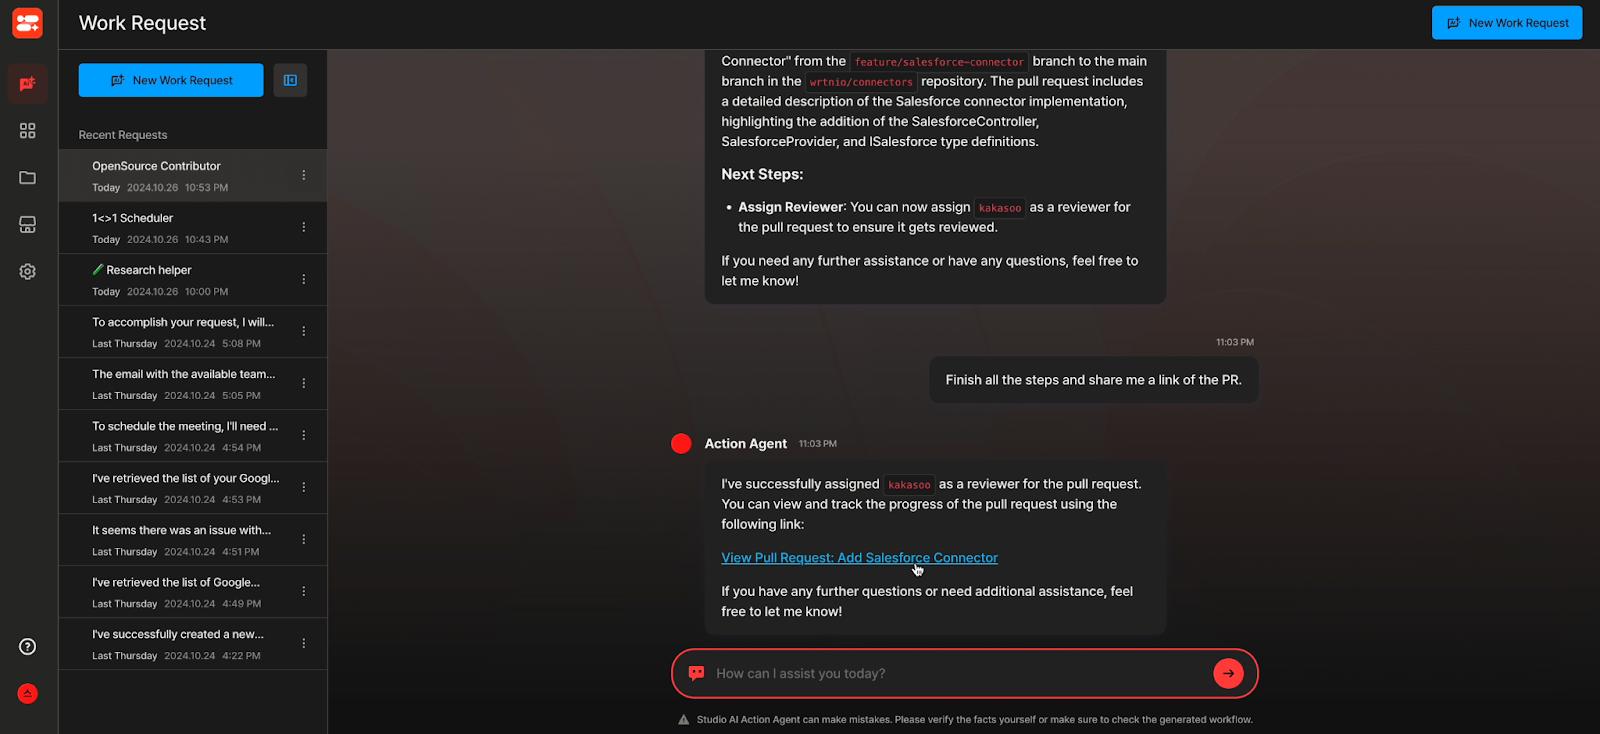 Work Request
New Work Request
New Work Request
Recent Requests
OpenSource Contributor
Today 2024.10.26 10:53 PM
1<>1 Scheduler
Today 2024.10.26 10:43 PM
Research helper
Today 2024.10.26 10:00 PM
To accomplish your request, I will...
Last Thursday 2024.10.24 5:08 PM
The email with the available team...
Last Thursday 2024.10.24 5:05 PM
To schedule the meeting, I'll need ...
Last Thursday 2024.10.24 4:54 PM
I've retrieved the list of your Googl...
Last Thursday 2024.10.24 4:53 PM
It seems there was an issue with...
Last Thursday 2024.10.24 4:51 PM
I've retrieved the list of Google...
Last Thursday 2024.10.24 4:49 PM
I've successfully created a new...
Last Thursday 2024.10.24 4:22 PM
Connector" from the feature/salesforce-connector branch to the main
branch in the wrtnio/connectors repository. The pull request includes
a detailed description of the Salesforce connector implementation,
highlighting the addition of the SalesforceController,
SalesforceProvider, and ISalesforce type definitions.
Next Steps:
• Assign Reviewer: You can now assign kakasoo as a reviewer for
the pull request to ensure it gets reviewed.
If you need any further assistance or have any questions, feel free to
let me know!
11:03 PM
Finish all the steps and share me a link of the PR.
Action Agent 11:03 PM
I've successfully assigned kakasoo as a reviewer for the pull request.
You can view and track the progress of the pull request using the
following link:
View Pull Request: Add Salesforce Connector
If you have any further questions or need additional assistance, feel
free to let me know!
How can I assist you today?
Studio AI Action Agent can make mistakes. Please verify the facts yourself or make sure to check the generated workflow.